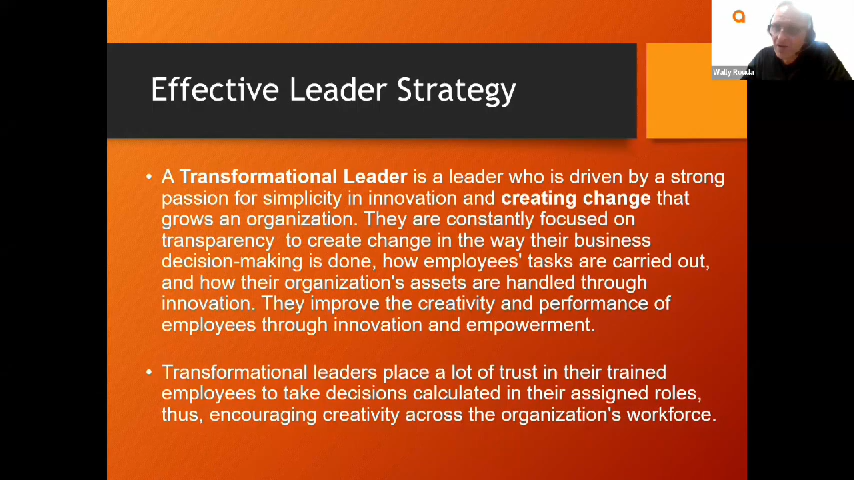 Effective Leader Strategy
Wally Rouda
• A Transformational Leader is a leader who is driven by a strong
passion for simplicity in innovation and creating change that
grows an organization. They are constantly focused on
transparency to create change in the way their business
decision-making is done, how employees' tasks are carried out,
and how their organization's assets are handled through
innovation. They improve the creativity and performance of
employees through innovation and empowerment.
• Transformational leaders place a lot of trust in their trained
employees to take decisions calculated in their assigned roles,
thus, encouraging creativity across the organization's workforce.